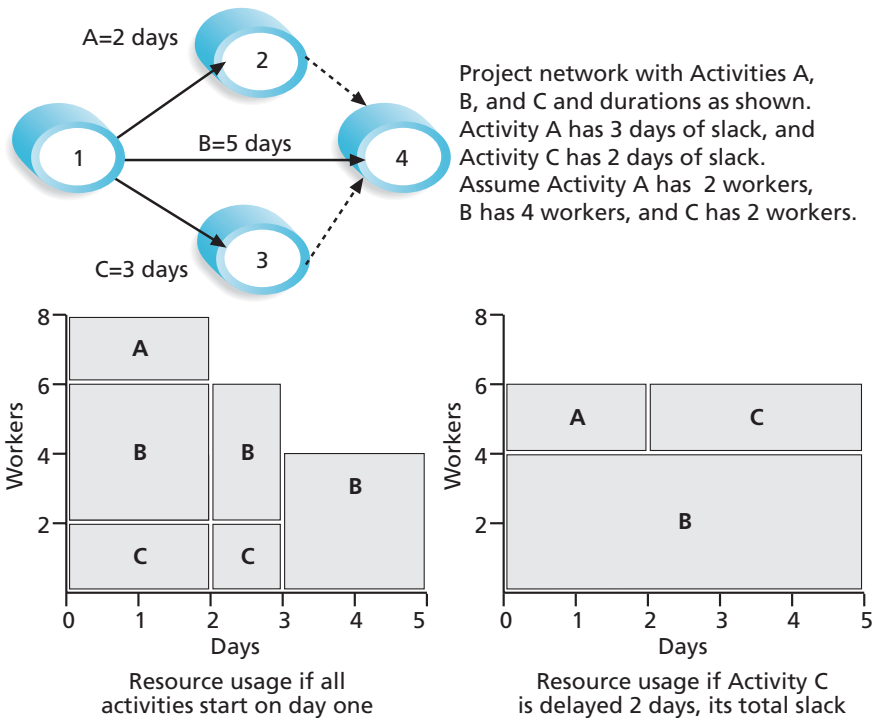 A=2 days
2
Project network with Activities A,
B, and C and durations as shown.
Activity A has 3 days of slack, and
Activity C has 2 days of slack.
Assume Activity A has 2 workers,
B has 4 workers, and C has 2 workers.
1
B=5 days
4
C=3 days
3
Workers
8
6
4
2
A
B
B
B
C
C
0 1 2 3 4 5
Days
Resource usage if all
activities start on day one
Workers
8
6
4
2
A
C
B
0 1 2 3 4 5
Days
Resource usage if Activity C
is delayed 2 days, its total slack